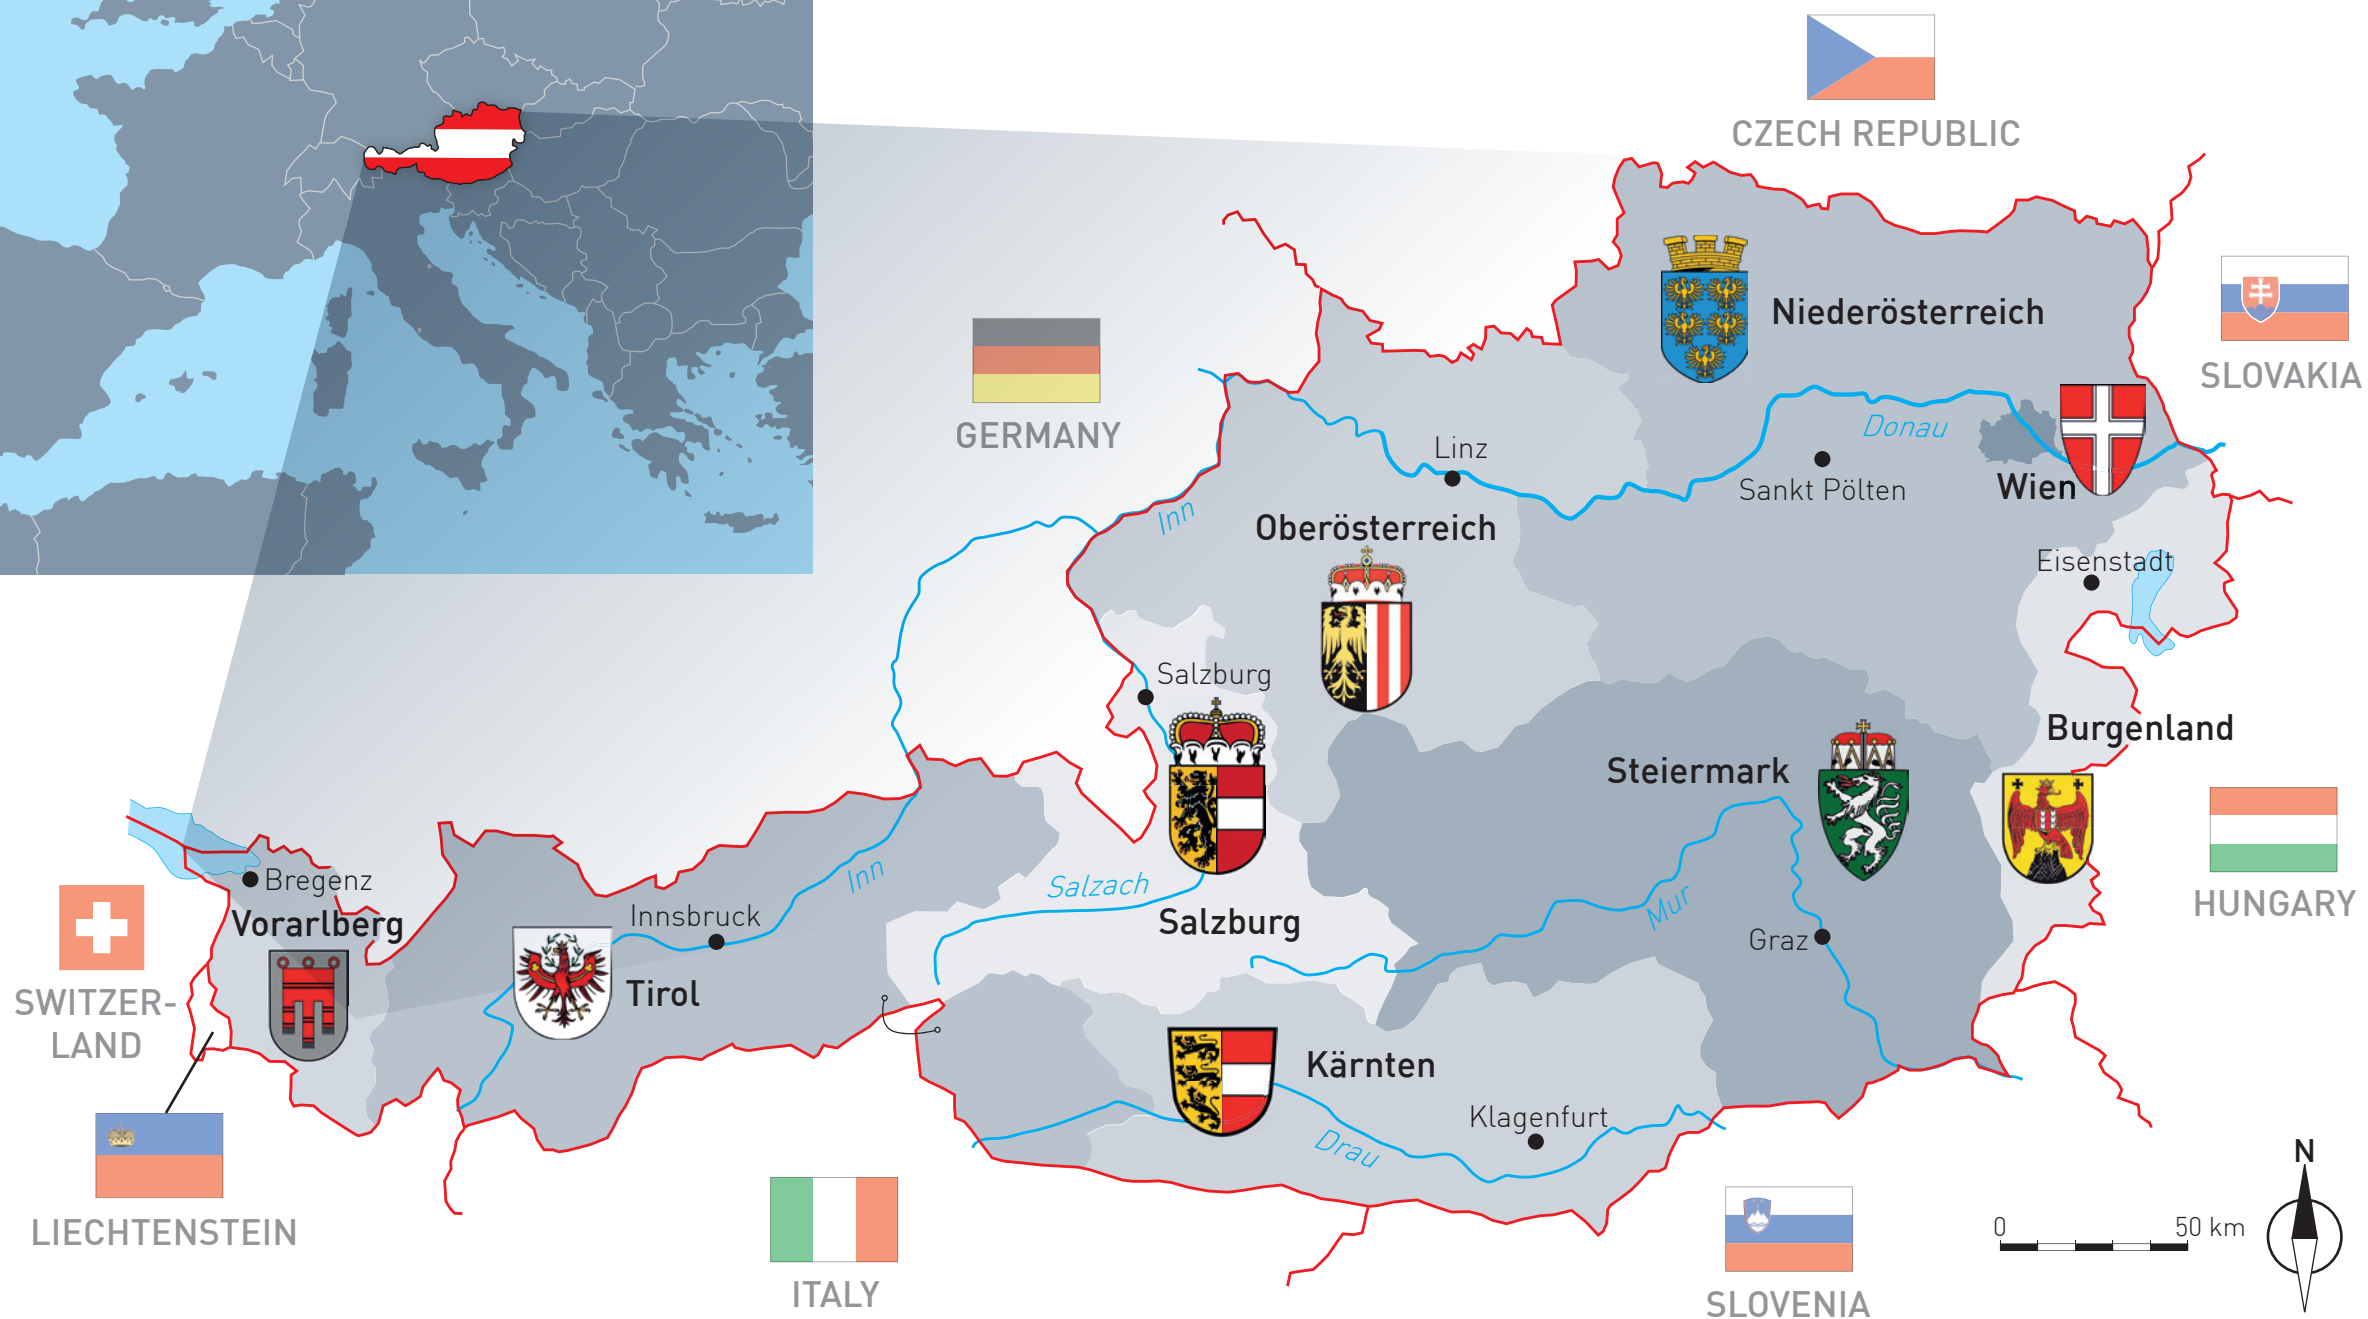 CZECH REPUBLIC
Niederösterreich
SLOVAKIA
GERMANY
Donau
Linz
Sankt Pölten
Wien
Inn
Oberösterreich
Eisenstadt
Salzburg
Burgenland
Steiermark
HUNGARY
Bregenz
Inn
Salzach
Mur
Vorarlberg
Innsbruck
Salzburg
Graz
SWITZER-
LAND
Tirol
Kärnten
Klagenfurt
Drau
LIECHTENSTEIN
ITALY
SLOVENIA
N
0 50 km